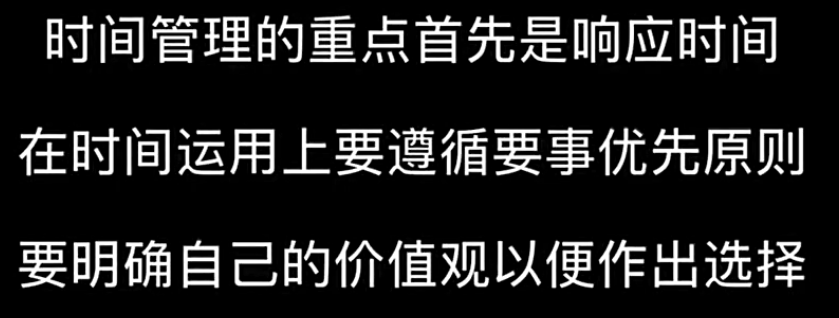 时间管理的重点首先是响应时间
在时间运用上要遵循要事优先原则
要明确自己的价值观以便作出选择